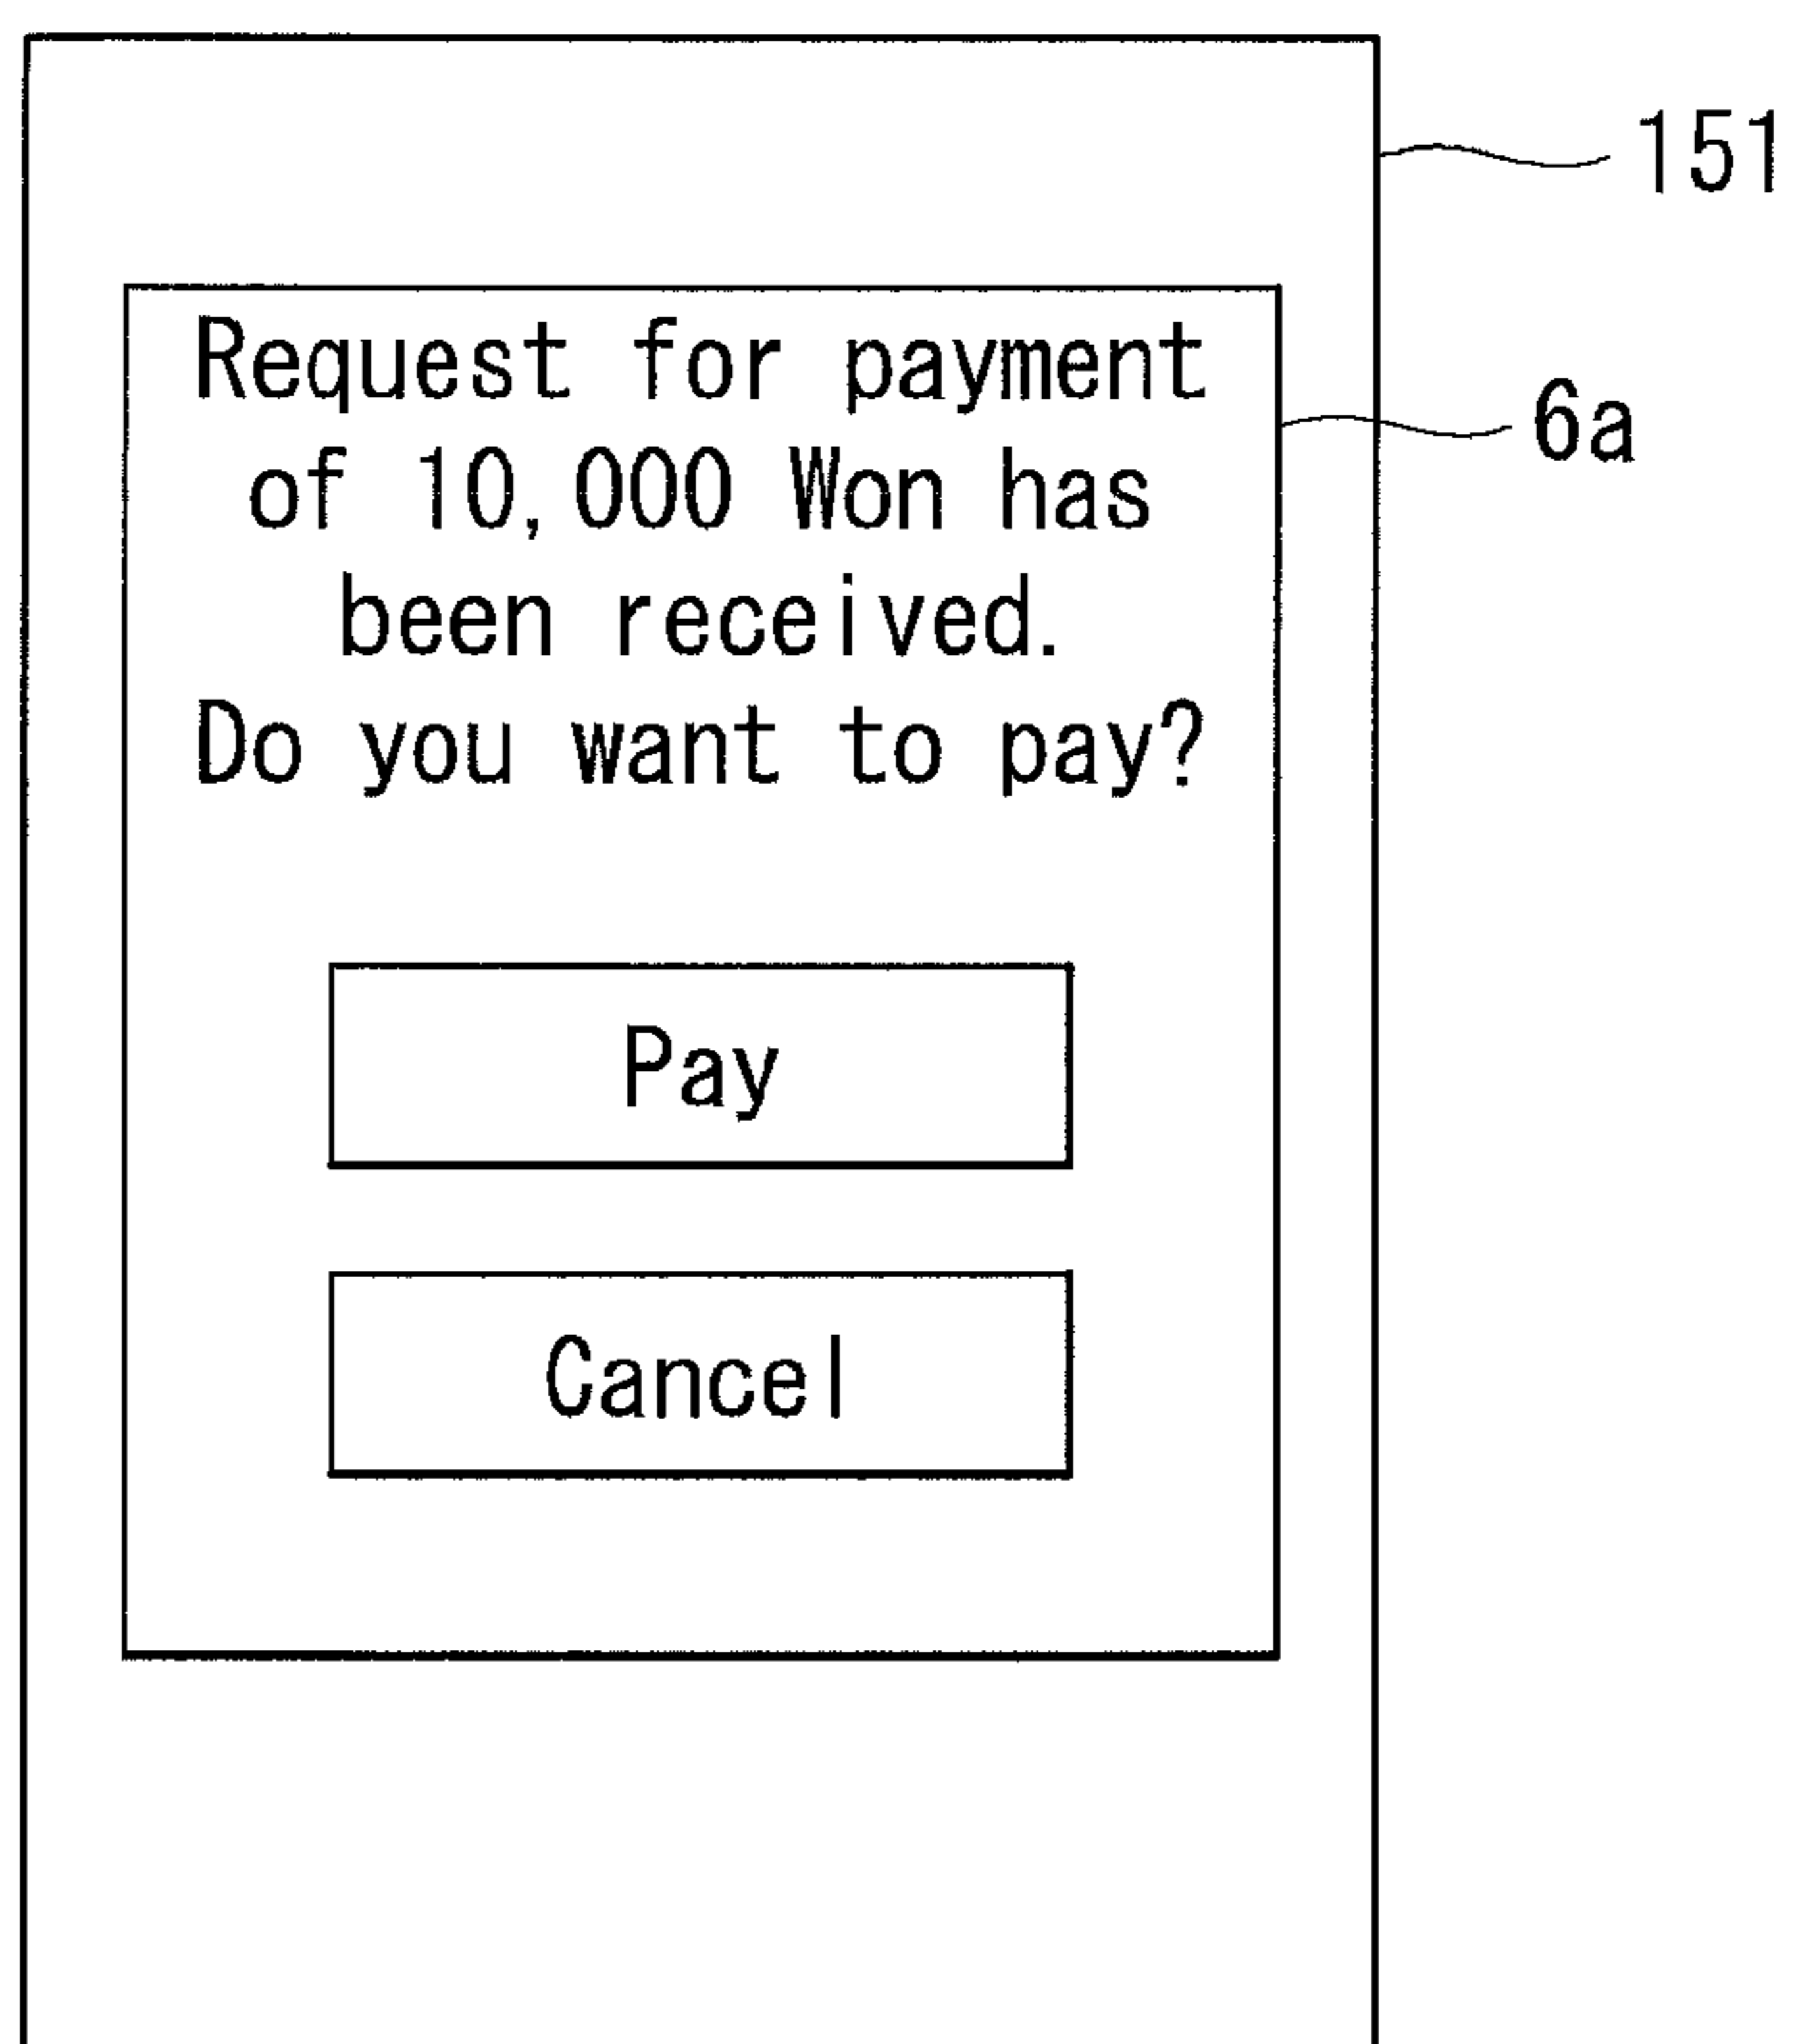 151
Request for payment
of 10,000 Won has
been received.
Do you want to pay?
6a
Pay
Cancel